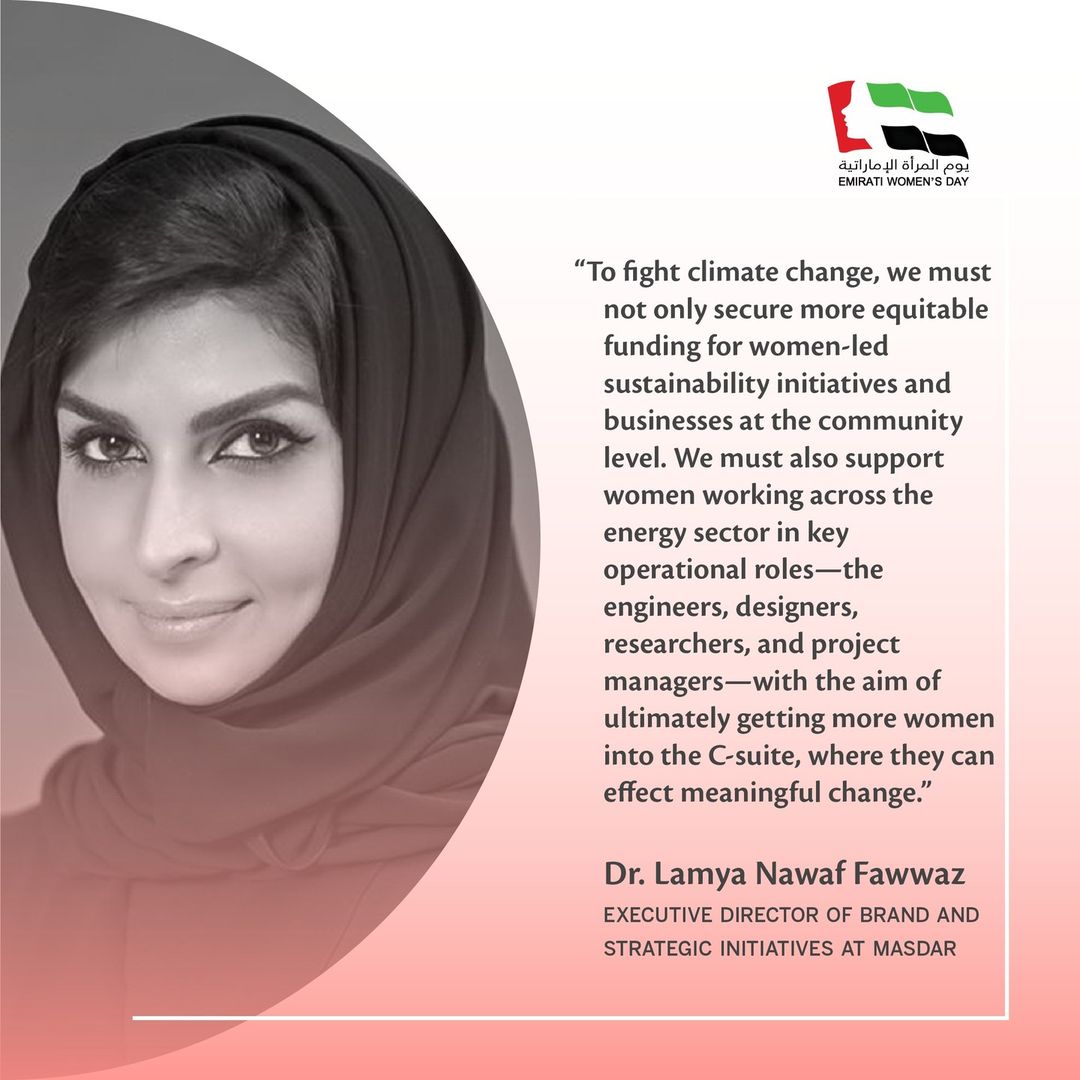 يوم المرأة الإماراتية
EMIRATI WOMEN'S DAY
“To fight climate change, we must
not only secure more equitable
funding for women-led
sustainability initiatives and
businesses at the community
level. We must also support
women working across the
energy sector in key
operational roles—the
engineers, designers,
researchers, and project
managers—with the aim of
ultimately getting more women
into the C-suite, where they can
effect meaningful change.”
Dr. Lamya Nawaf Fawwaz
EXECUTIVE DIRECTOR OF BRAND AND
STRATEGIC INITIATIVES AT MASDAR